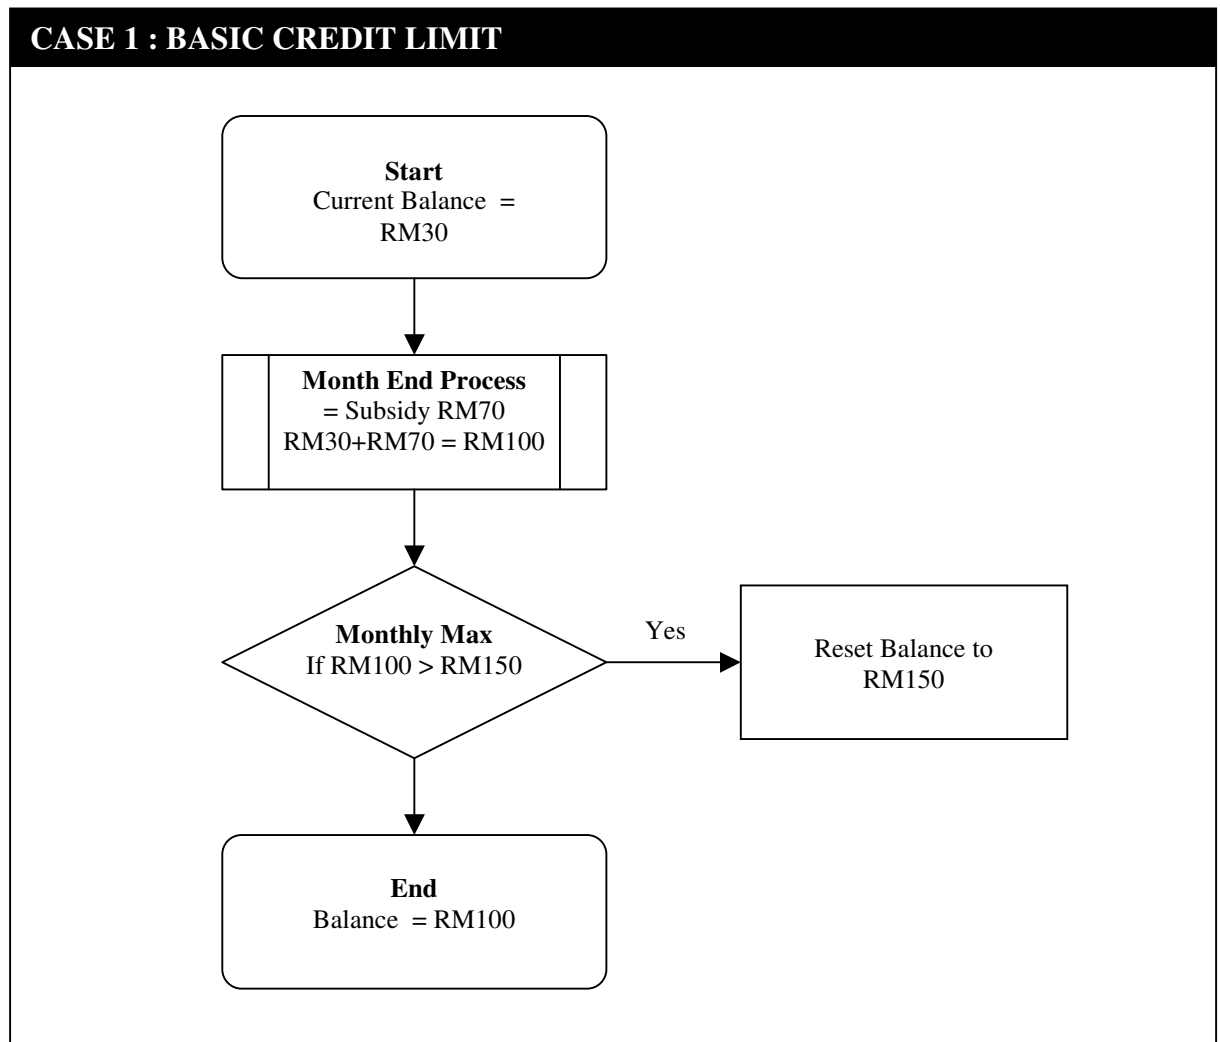 CASE 1 : BASIC CREDIT LIMIT
Start
Current Balance  =
RM30
Month End Process
= Subsidy RM70
RM30+RM70 = RM100
Monthly Max
If RM100 > RM150
Yes
Reset Balance to
RM150
End
Balance  = RM100